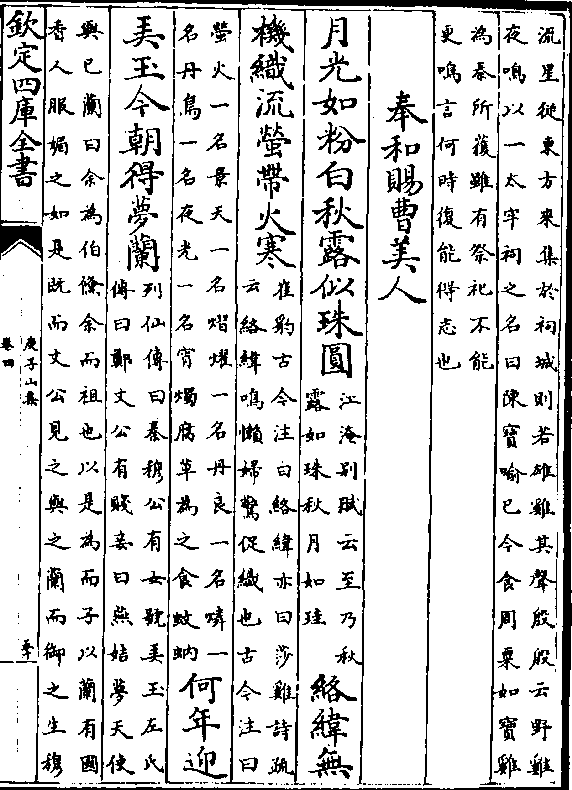 流星從東方來集於祠城則若雄雞其聲殷殷云野雞
夜鳴以一太牢祠之名曰陳寶喻已今食周粟如寶雞
為秦所獲雖有祭祀不能
更鳴言何時復能得志也
奉和賜曹美人
月光如粉白秋露似珠圓
江淹别賦云至乃秋
露如珠秋月如珪
絡緯無
機織流螢帶火寒
崔豹古今注曰絡緯亦曰莎雞詩疏
云絡緯鳴懶婦驚促織也古今注曰
螢火一名景天一名熠燿一名丹良一名燐一
名丹鳥一名夜光一名宵燭腐草為之食蚊蚋
何年迎
弄玉今朝得夢蘭
列仙傳曰秦穆公有女號弄玉左氏
傳曰鄭文公有賤妾曰燕姞夢天使
與已蘭曰余為伯鯈余而祖也以是為而子以蘭有國
香人服媚之如是既而文公見之與之蘭而御之生穆
欽定四庫全書
庾子山集
卷四